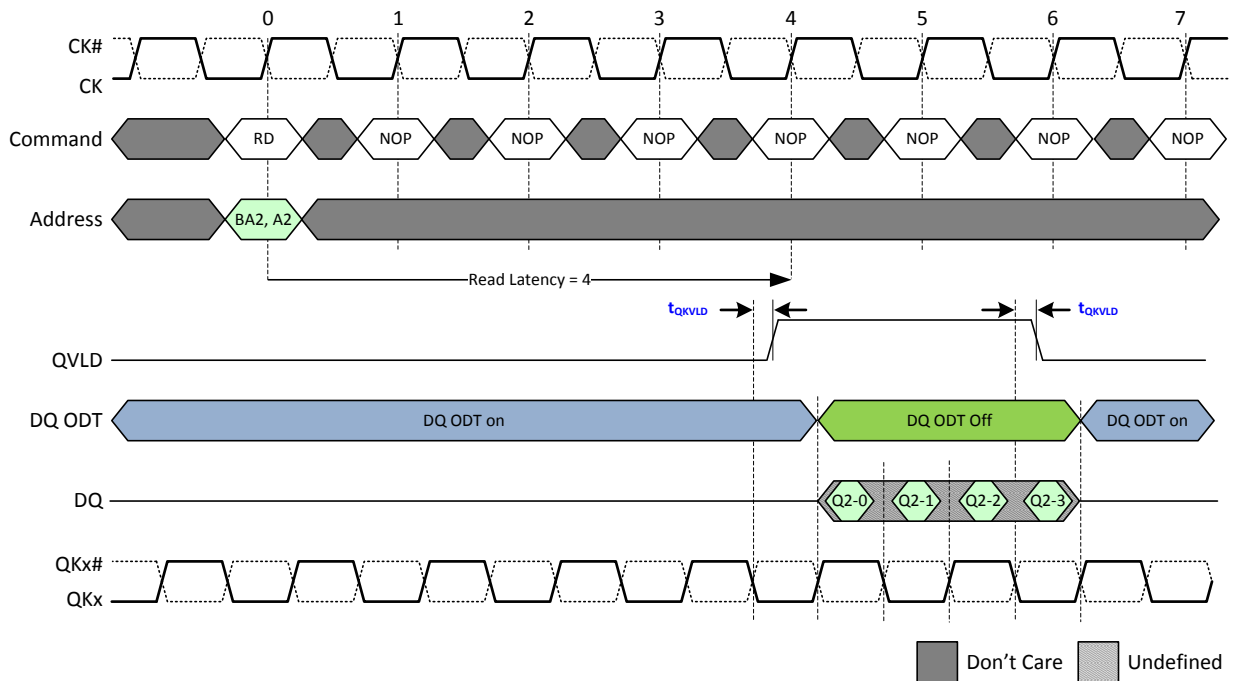 0 1 2 3 4 5 6 7
CK#
CK
Command RD NOP NOP NOP NOP NOP NOP NOP
Address BA2, A2
Read Latency = 4
tQKVLD tQKVLD
QVLD
DQ ODT DQ ODT on DQ ODT Off DQ ODT on
DQ Q2-0 Q2-1 Q2-2 Q2-3
QKx#
QKx
Don't Care Undefined